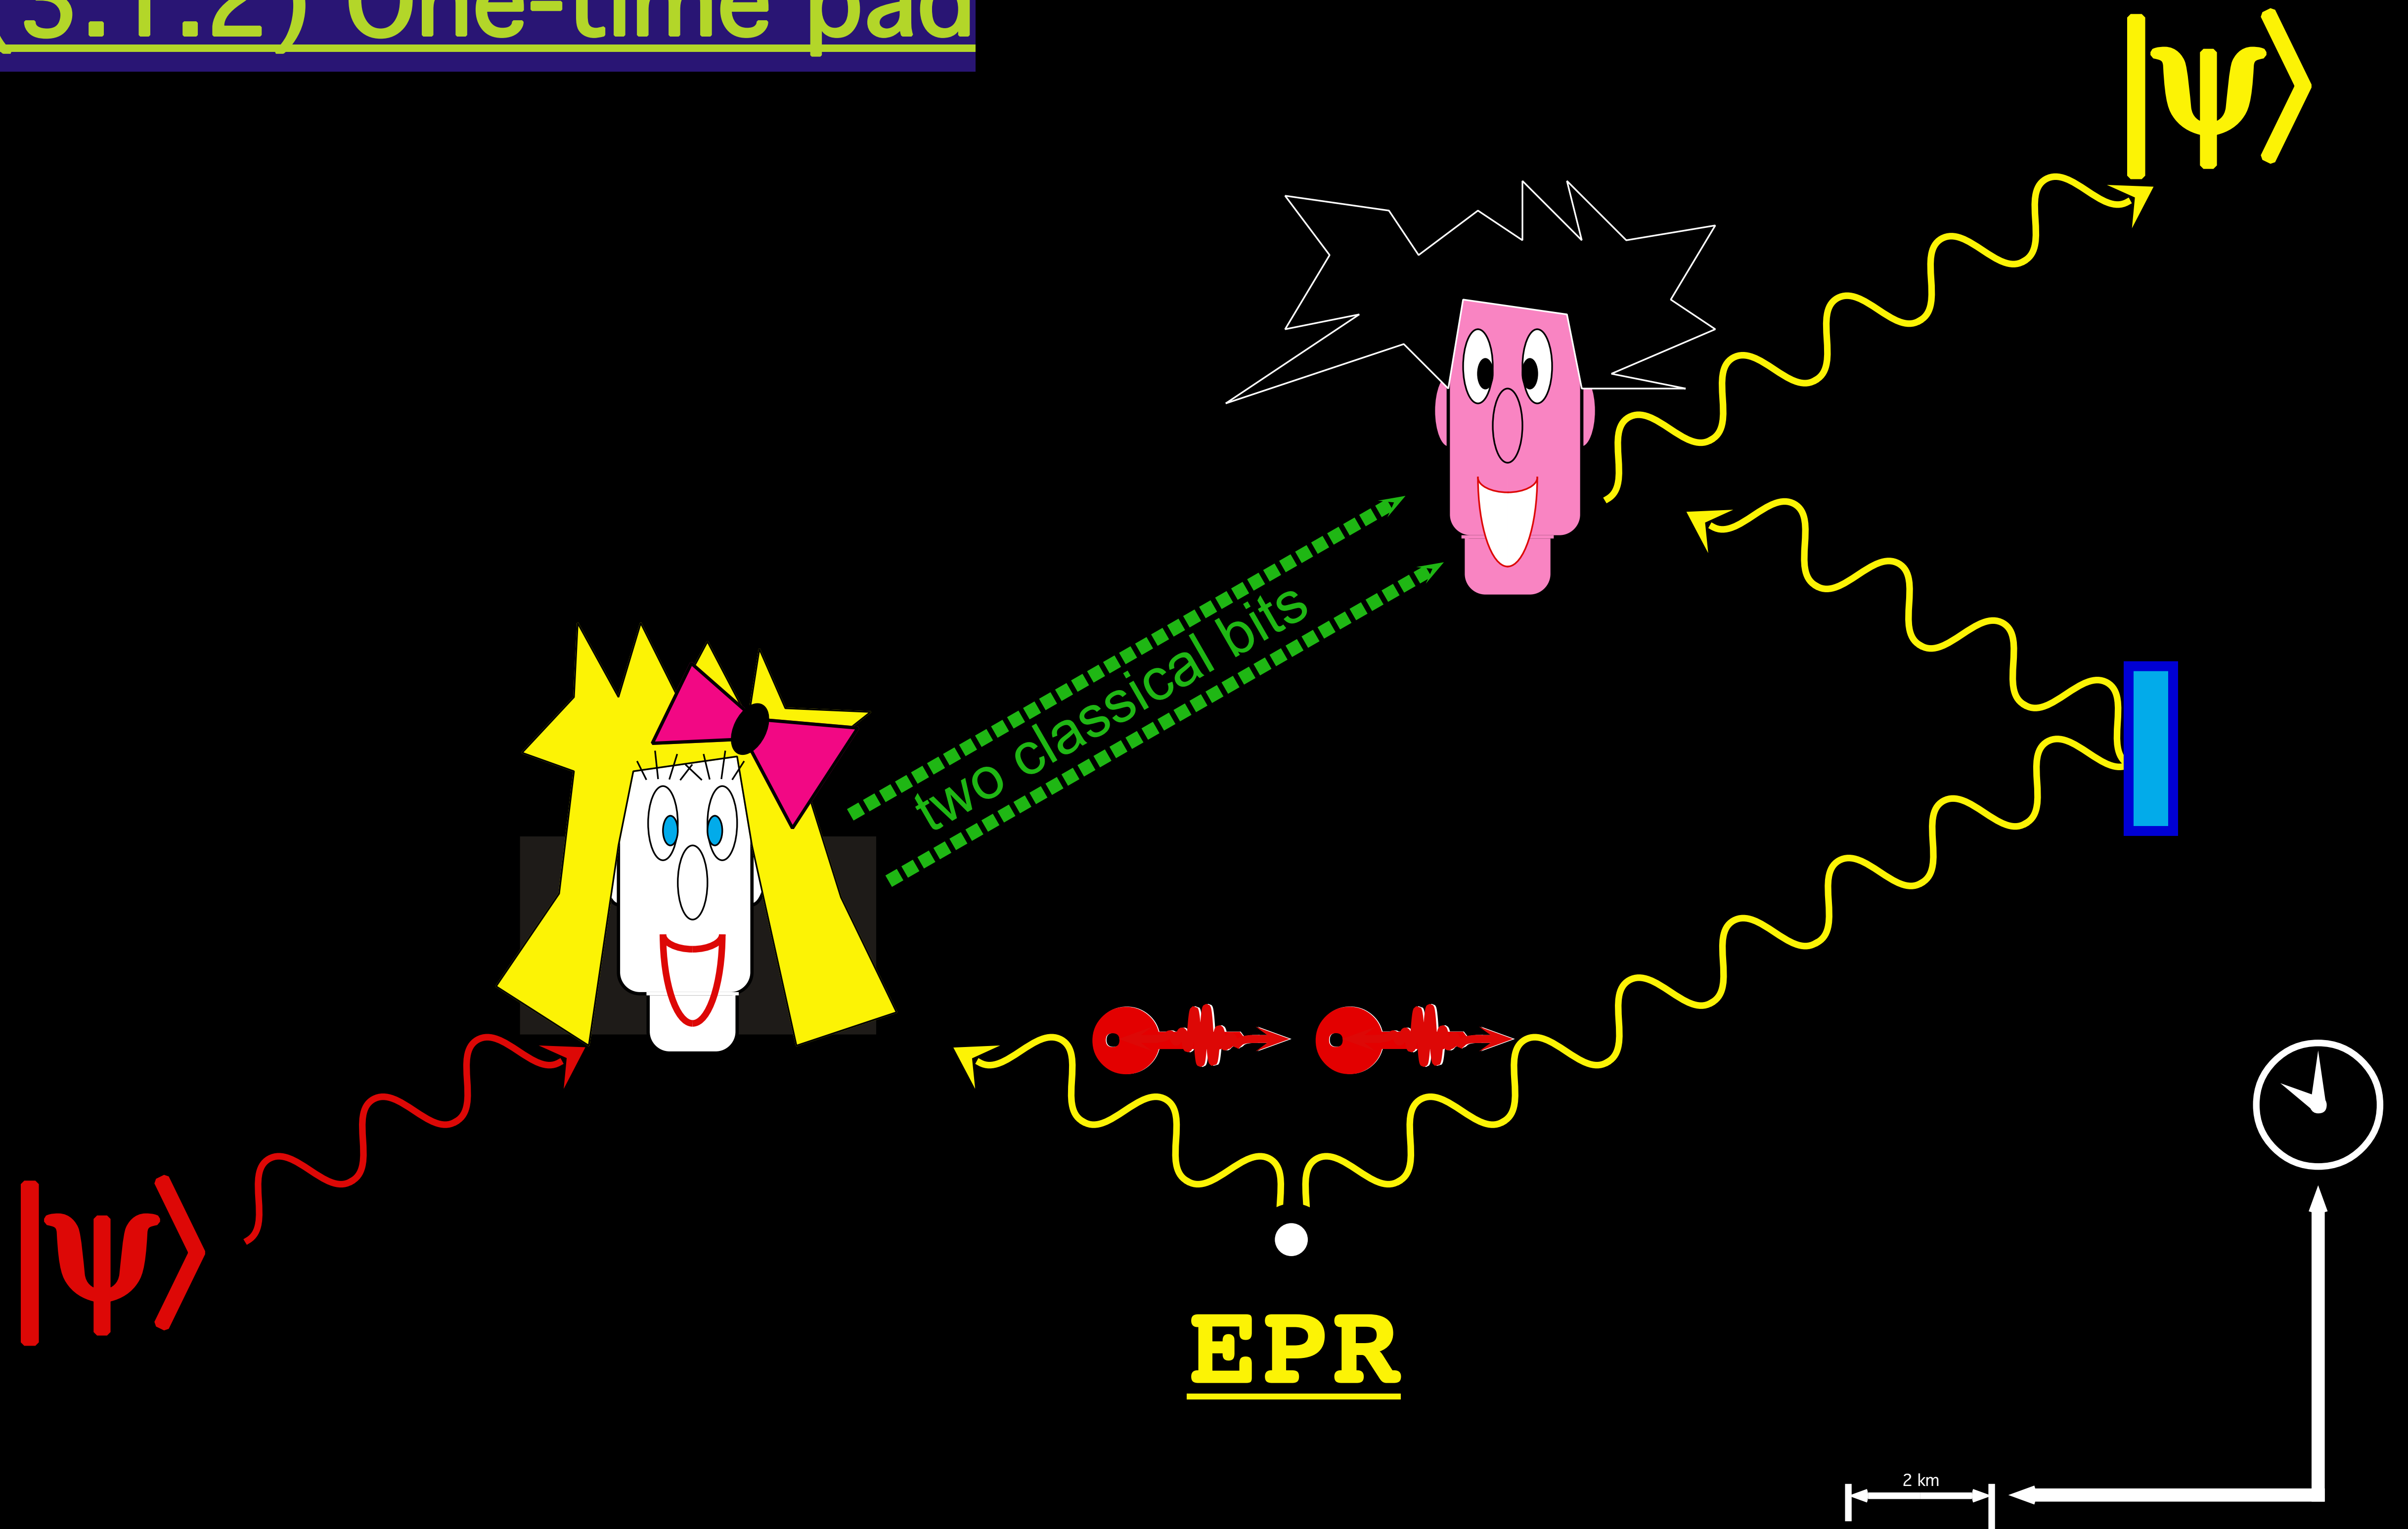 (3.1.2) One-time pad
|ψ⟩
two classical bits
|ψ⟩
EPR
2 km